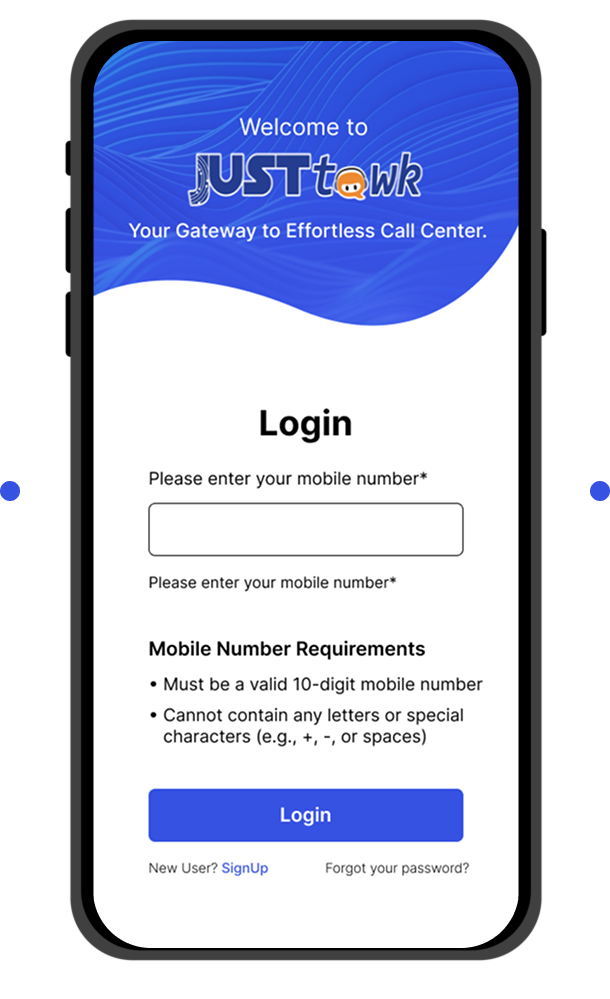 Welcome to
JUSTtawk
Your Gateway to Effortless Call Center.
Login
Please enter your mobile number*
Please enter your mobile number*
Mobile Number Requirements
• Must be a valid 10-digit mobile number
• Cannot contain any letters or special
characters (e.g., +, -, or spaces)
Login
New User? SignUp Forgot your password?